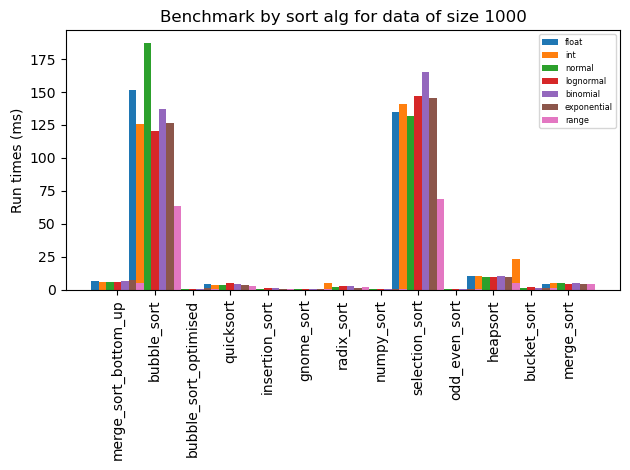 Benchmark by sort alg for data of size 1000
Run times (ms)
175
150
125
100
75
50
25
0
float
int
normal
lognormal
binomial
exponential
range
merge_sort_bottom_up
bubble_sort
bubble_sort_optimised
quicksort
insertion_sort
gnome_sort
radix_sort
numpy_sort
selection_sort
odd_even_sort
heapsort
bucket_sort
merge_sort